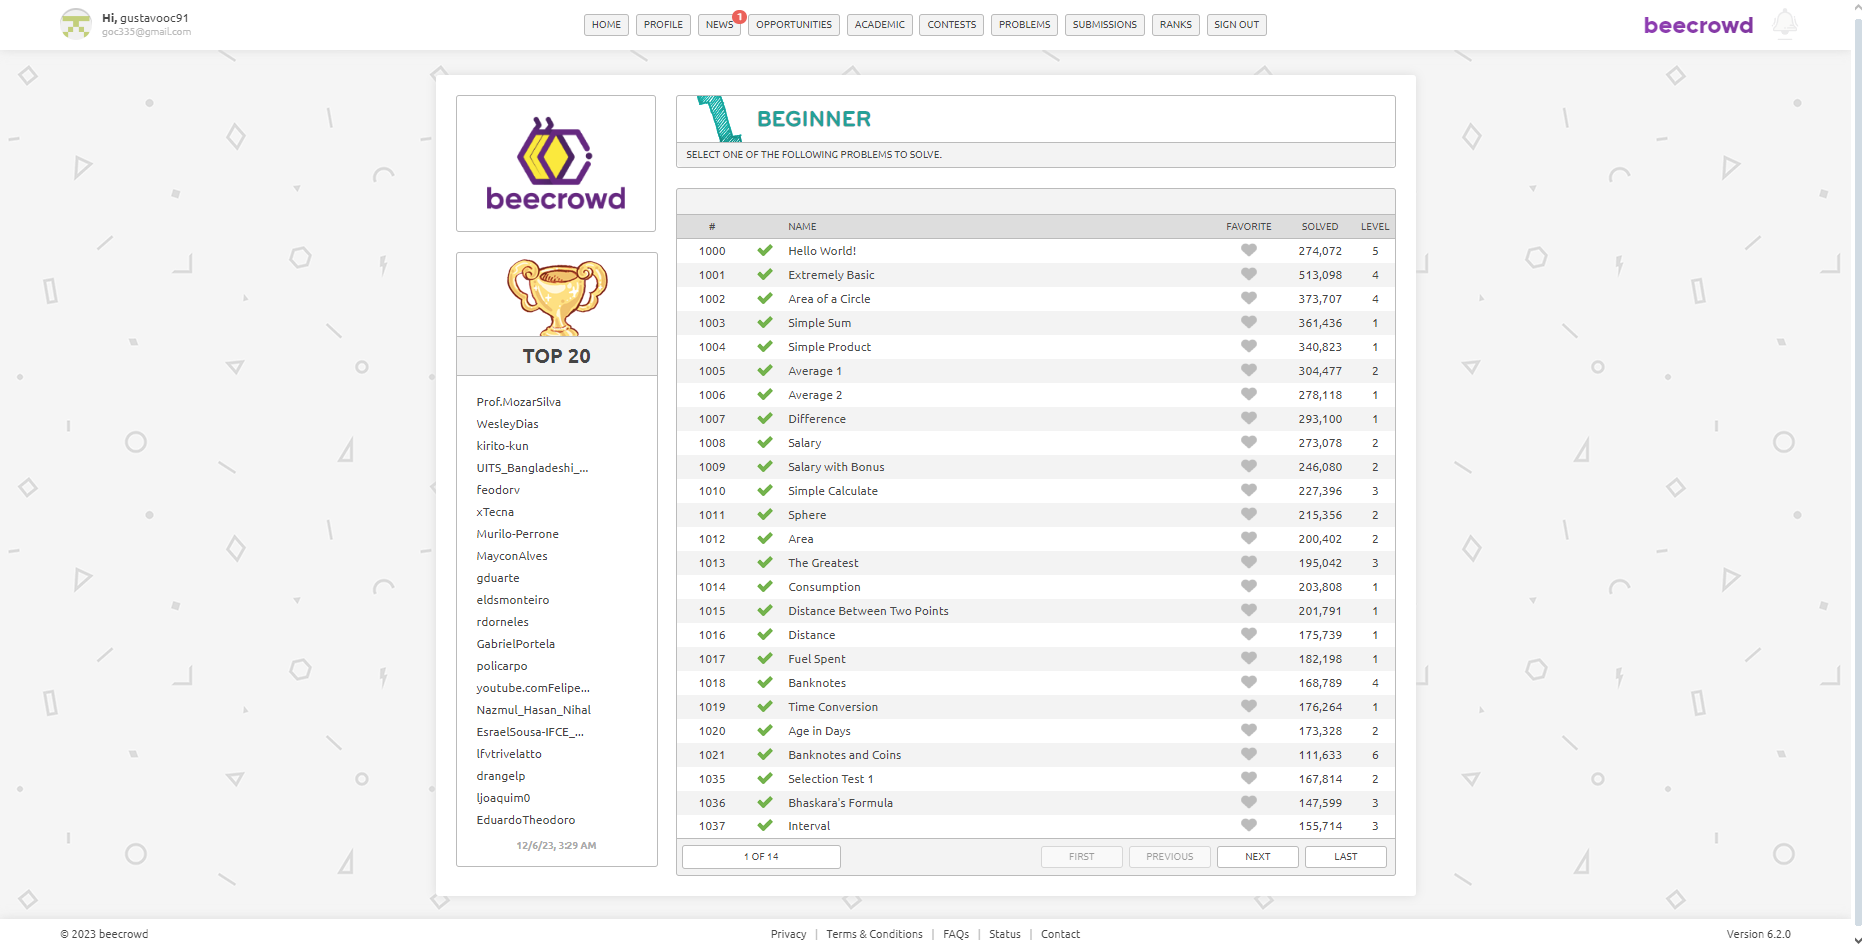 Hi, gustavooc91
goc335@gmail.com
HOME PROFILE NEWS 1 OPPORTUNITIES ACADEMIC CONTESTS PROBLEMS SUBMISSIONS RANKS SIGN OUT
beecrowd
beecrowd
TOP 20
Prof.MozarSilva
WesleyDias
kirito-kun
UITS_Bangladeshi_...
feodorv
xTecna
Murilo-Perrone
MayconAlves
gduarte
eldsmonteiro
rdorneles
GabrielPortela
policarpo
youtube.comFelipe...
Nazmul_Hasan_Nihal
EsraelSousa-IFCE_...
lfvtrivelatto
drangelp
ljoaquim0
EduardoTheodoro
12/6/23, 3:29 AM
BEGINNER
SELECT ONE OF THE FOLLOWING PROBLEMS TO SOLVE.
# NAME FAVORITE SOLVED LEVEL
1000 Hello World! 274,072 5
1001 Extremely Basic 513,098 4
1002 Area of a Circle 373,707 4
1003 Simple Sum 361,436 1
1004 Simple Product 340,823 1
1005 Average 1 304,477 2
1006 Average 2 278,118 1
1007 Difference 293,100 1
1008 Salary 273,078 2
1009 Salary with Bonus 246,080 2
1010 Simple Calculate 227,396 3
1011 Sphere 215,356 2
1012 Area 200,402 2
1013 The Greatest 195,042 3
1014 Consumption 203,808 1
1015 Distance Between Two Points 201,791 1
1016 Distance 175,739 1
1017 Fuel Spent 182,198 1
1018 Banknotes 168,789 4
1019 Time Conversion 176,264 1
1020 Age in Days 173,328 2
1021 Banknotes and Coins 111,633 6
1035 Selection Test 1 167,814 2
1036 Bhaskara's Formula 147,599 3
1037 Interval 155,714 3
1 OF 14 FIRST PREVIOUS NEXT LAST
© 2023 beecrowd
Privacy | Terms & Conditions | FAQs | Status | Contact
Version 6.2.0